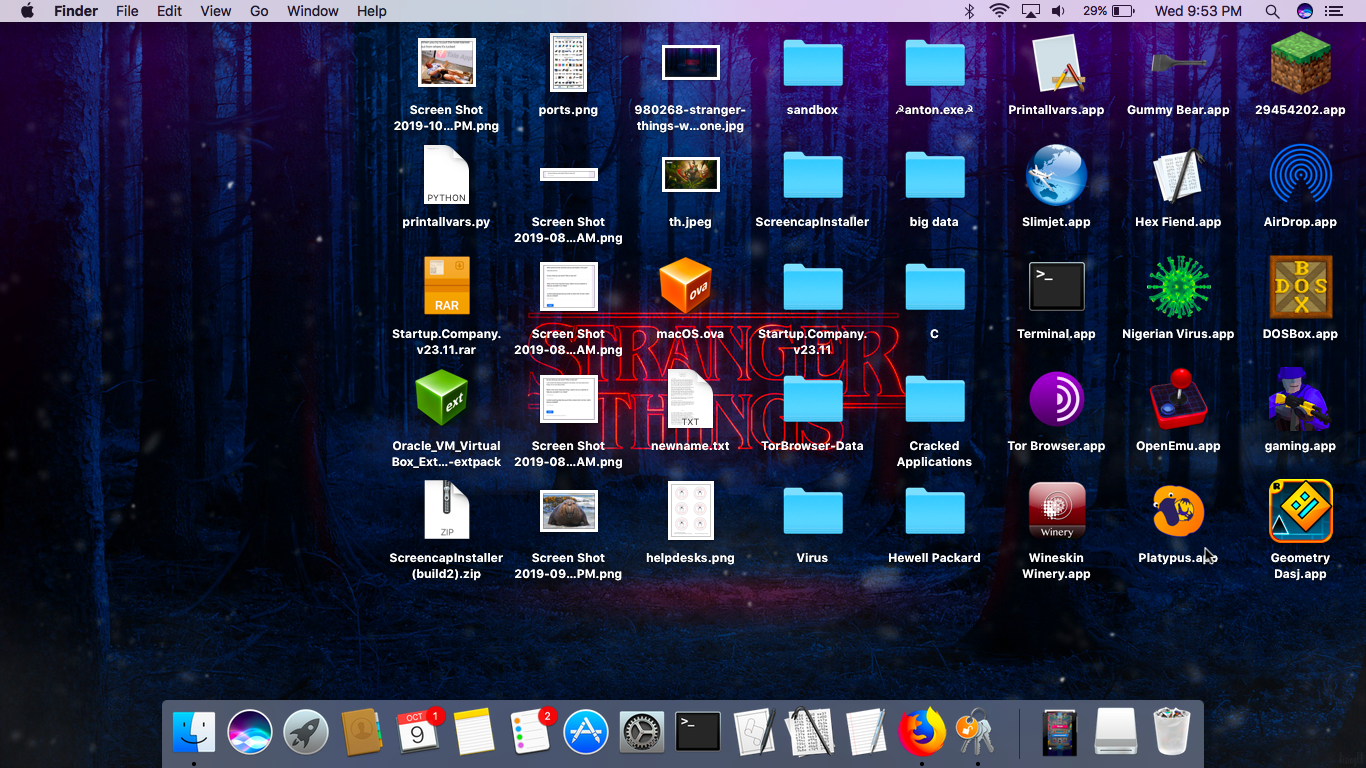 Finder File Edit View Go Window Help 29% Wed 9:53 PM
Screen Shot
2019-10...PM.png
ports.png
980268-stranger-
things-w...one.jpg
sandbox
☭anton.exe☭
Printallvars.app
Gummy Bear.app
29454202.app
PYTHON
printallvars.py
Screen Shot
2019-08...AM.png
th.jpeg
ScreencapInstaller
big data
Slimjet.app
Hex Fiend.app
AirDrop.app
RAR
Startup.Company.
v23.11.rar
Screen Shot
2019-08...AM.png
ova
macOS.ova
Startup.Company.
v23.11
C
>_
Terminal.app
Nigerian Virus.app
B
DOS
X
DOSBox.app
STRANGER
THINGS
ext
Oracle_VM_Virtual
Box_Ext...-extpack
Screen Shot
2019-08...AM.png
TXT
newname.txt
TorBrowser-Data
Cracked
Applications
Tor Browser.app
OpenEmu.app
gaming.app
ZIP
ScreencapInstaller
(build2).zip
Screen Shot
2019-09...PM.png
helpdesks.png
Virus
Hewell Packard
Winery
Wineskin
Winery.app
Platypus.app
R
Geometry
Dasj.app
OCT
9
1
2
>_